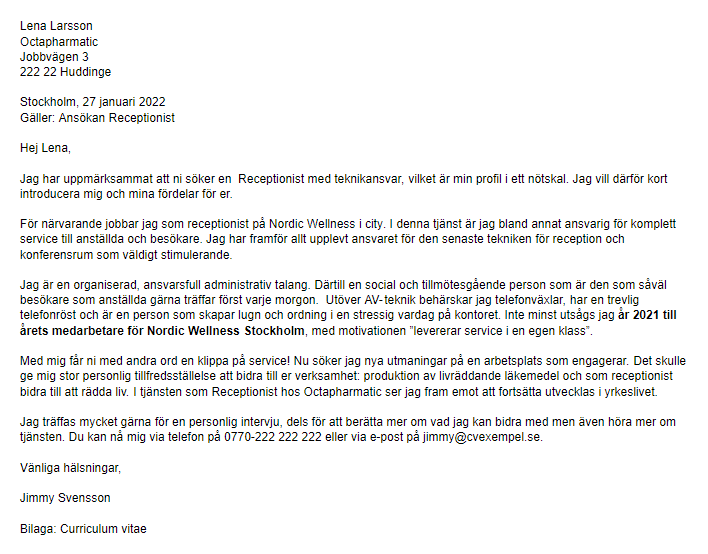 Lena Larsson
Octapharmatic
Jobbvägen 3
222 22 Huddinge
Stockholm, 27 januari 2022
Gäller: Ansökan Receptionist
Hej Lena,
Jag har uppmärksammat att ni söker en  Receptionist med teknikansvar, vilket är min profil i ett nötskal. Jag vill därför kort
introducera mig och mina fördelar för er.
För närvarande jobbar jag som receptionist på Nordic Wellness i city. I denna tjänst är jag bland annat ansvarig för komplett
service till anställda och besökare. Jag har framför allt upplevt ansvaret för den senaste tekniken för reception och
konferensrum som väldigt stimulerande.
Jag är en organiserad, ansvarsfull administrativ talang. Därtill en social och tillmötesgående person som är den som såväl
besökare som anställda gärna träffar först varje morgon.  Utöver AV-teknik behärskar jag telefonväxlar, har en trevlig
telefonröst och är en person som skapar lugn och ordning i en stressig vardag på kontoret. Inte minst utsågs jag år 2021 till
årets medarbetare för Nordic Wellness Stockholm, med motivationen ”levererar service i en egen klass”.
Med mig får ni med andra ord en klippa på service! Nu söker jag nya utmaningar på en arbetsplats som engagerar. Det skulle
ge mig stor personlig tillfredsställelse att bidra till er verksamhet: produktion av livräddande läkemedel och som receptionist
bidra till att rädda liv. I tjänsten som Receptionist hos Octapharmatic ser jag fram emot att fortsätta utvecklas i yrkeslivet.
Jag träffas mycket gärna för en personlig intervju, dels för att berätta mer om vad jag kan bidra med men även höra mer om
tjänsten. Du kan nå mig via telefon på 0770-222 222 222 eller via e-post på jimmy@cvexempel.se.
Vänliga hälsningar,
Jimmy Svensson
Bilaga: Curriculum vitae